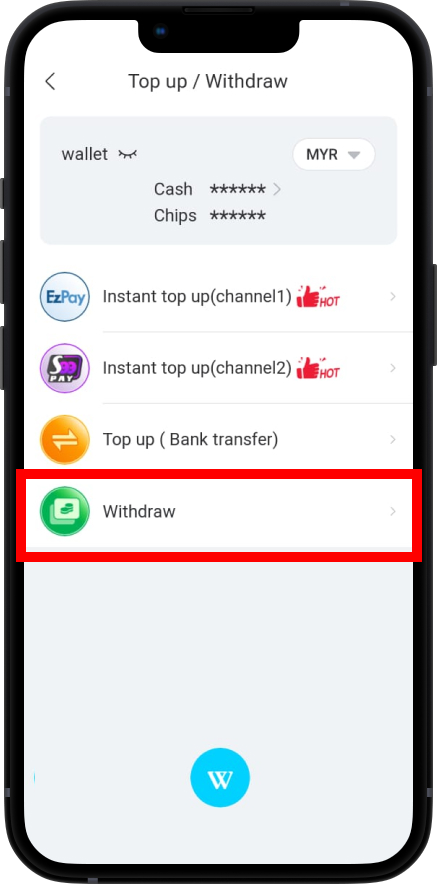 Top up / Withdraw
wallet
MYR
Cash ******
Chips ******
EzPay
Instant top up(channel1) HOT
S PAY
Instant top up(channel2) HOT
Top up ( Bank transfer)
Withdraw
W